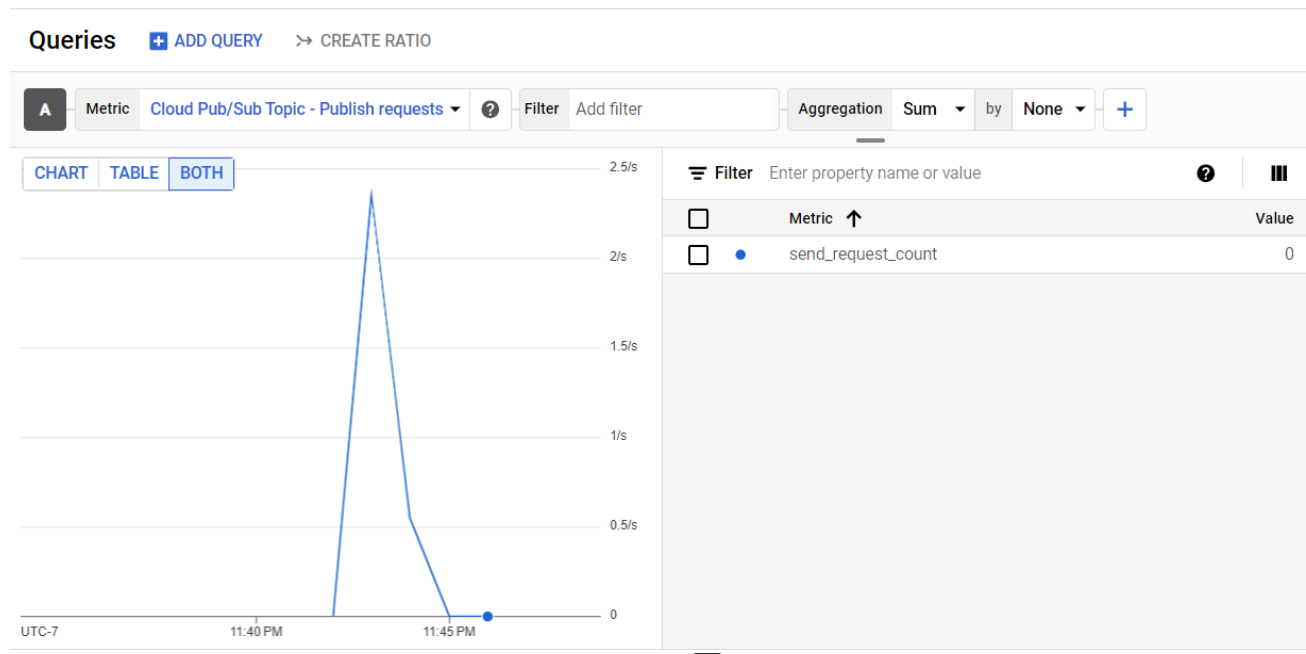 Queries ADD QUERY CREATE RATIO
A Metric Cloud Pub/Sub Topic - Publish requests ? Filter Add filter Aggregation Sum by None +
CHART TABLE BOTH
2.5/s
2/s
1.5/s
1/s
0.5/s
0
UTC-7 11:40 PM 11:45 PM
Filter Enter property name or value ?
Metric Value
send_request_count 0